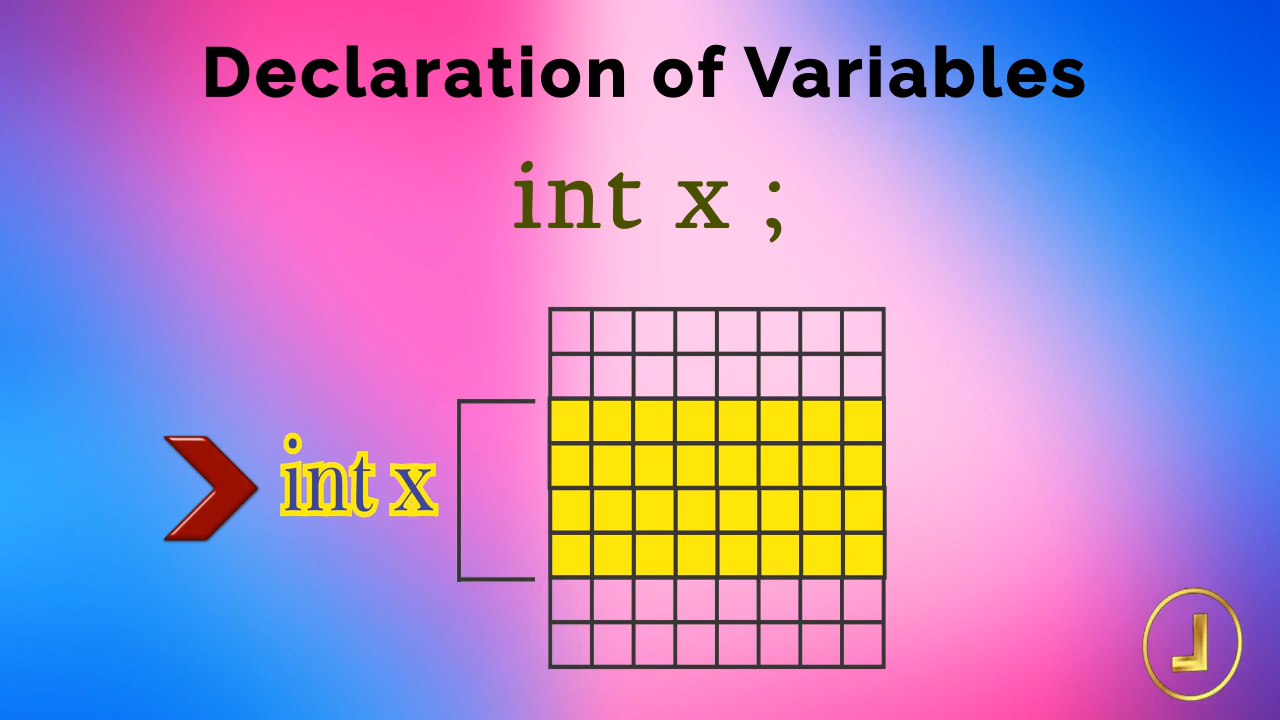 Declaration of Variables
int x ;
int x
J